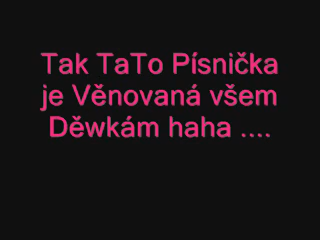 Tak TaTo Písnička
je Věnovaná všem
Děwkám haha ....